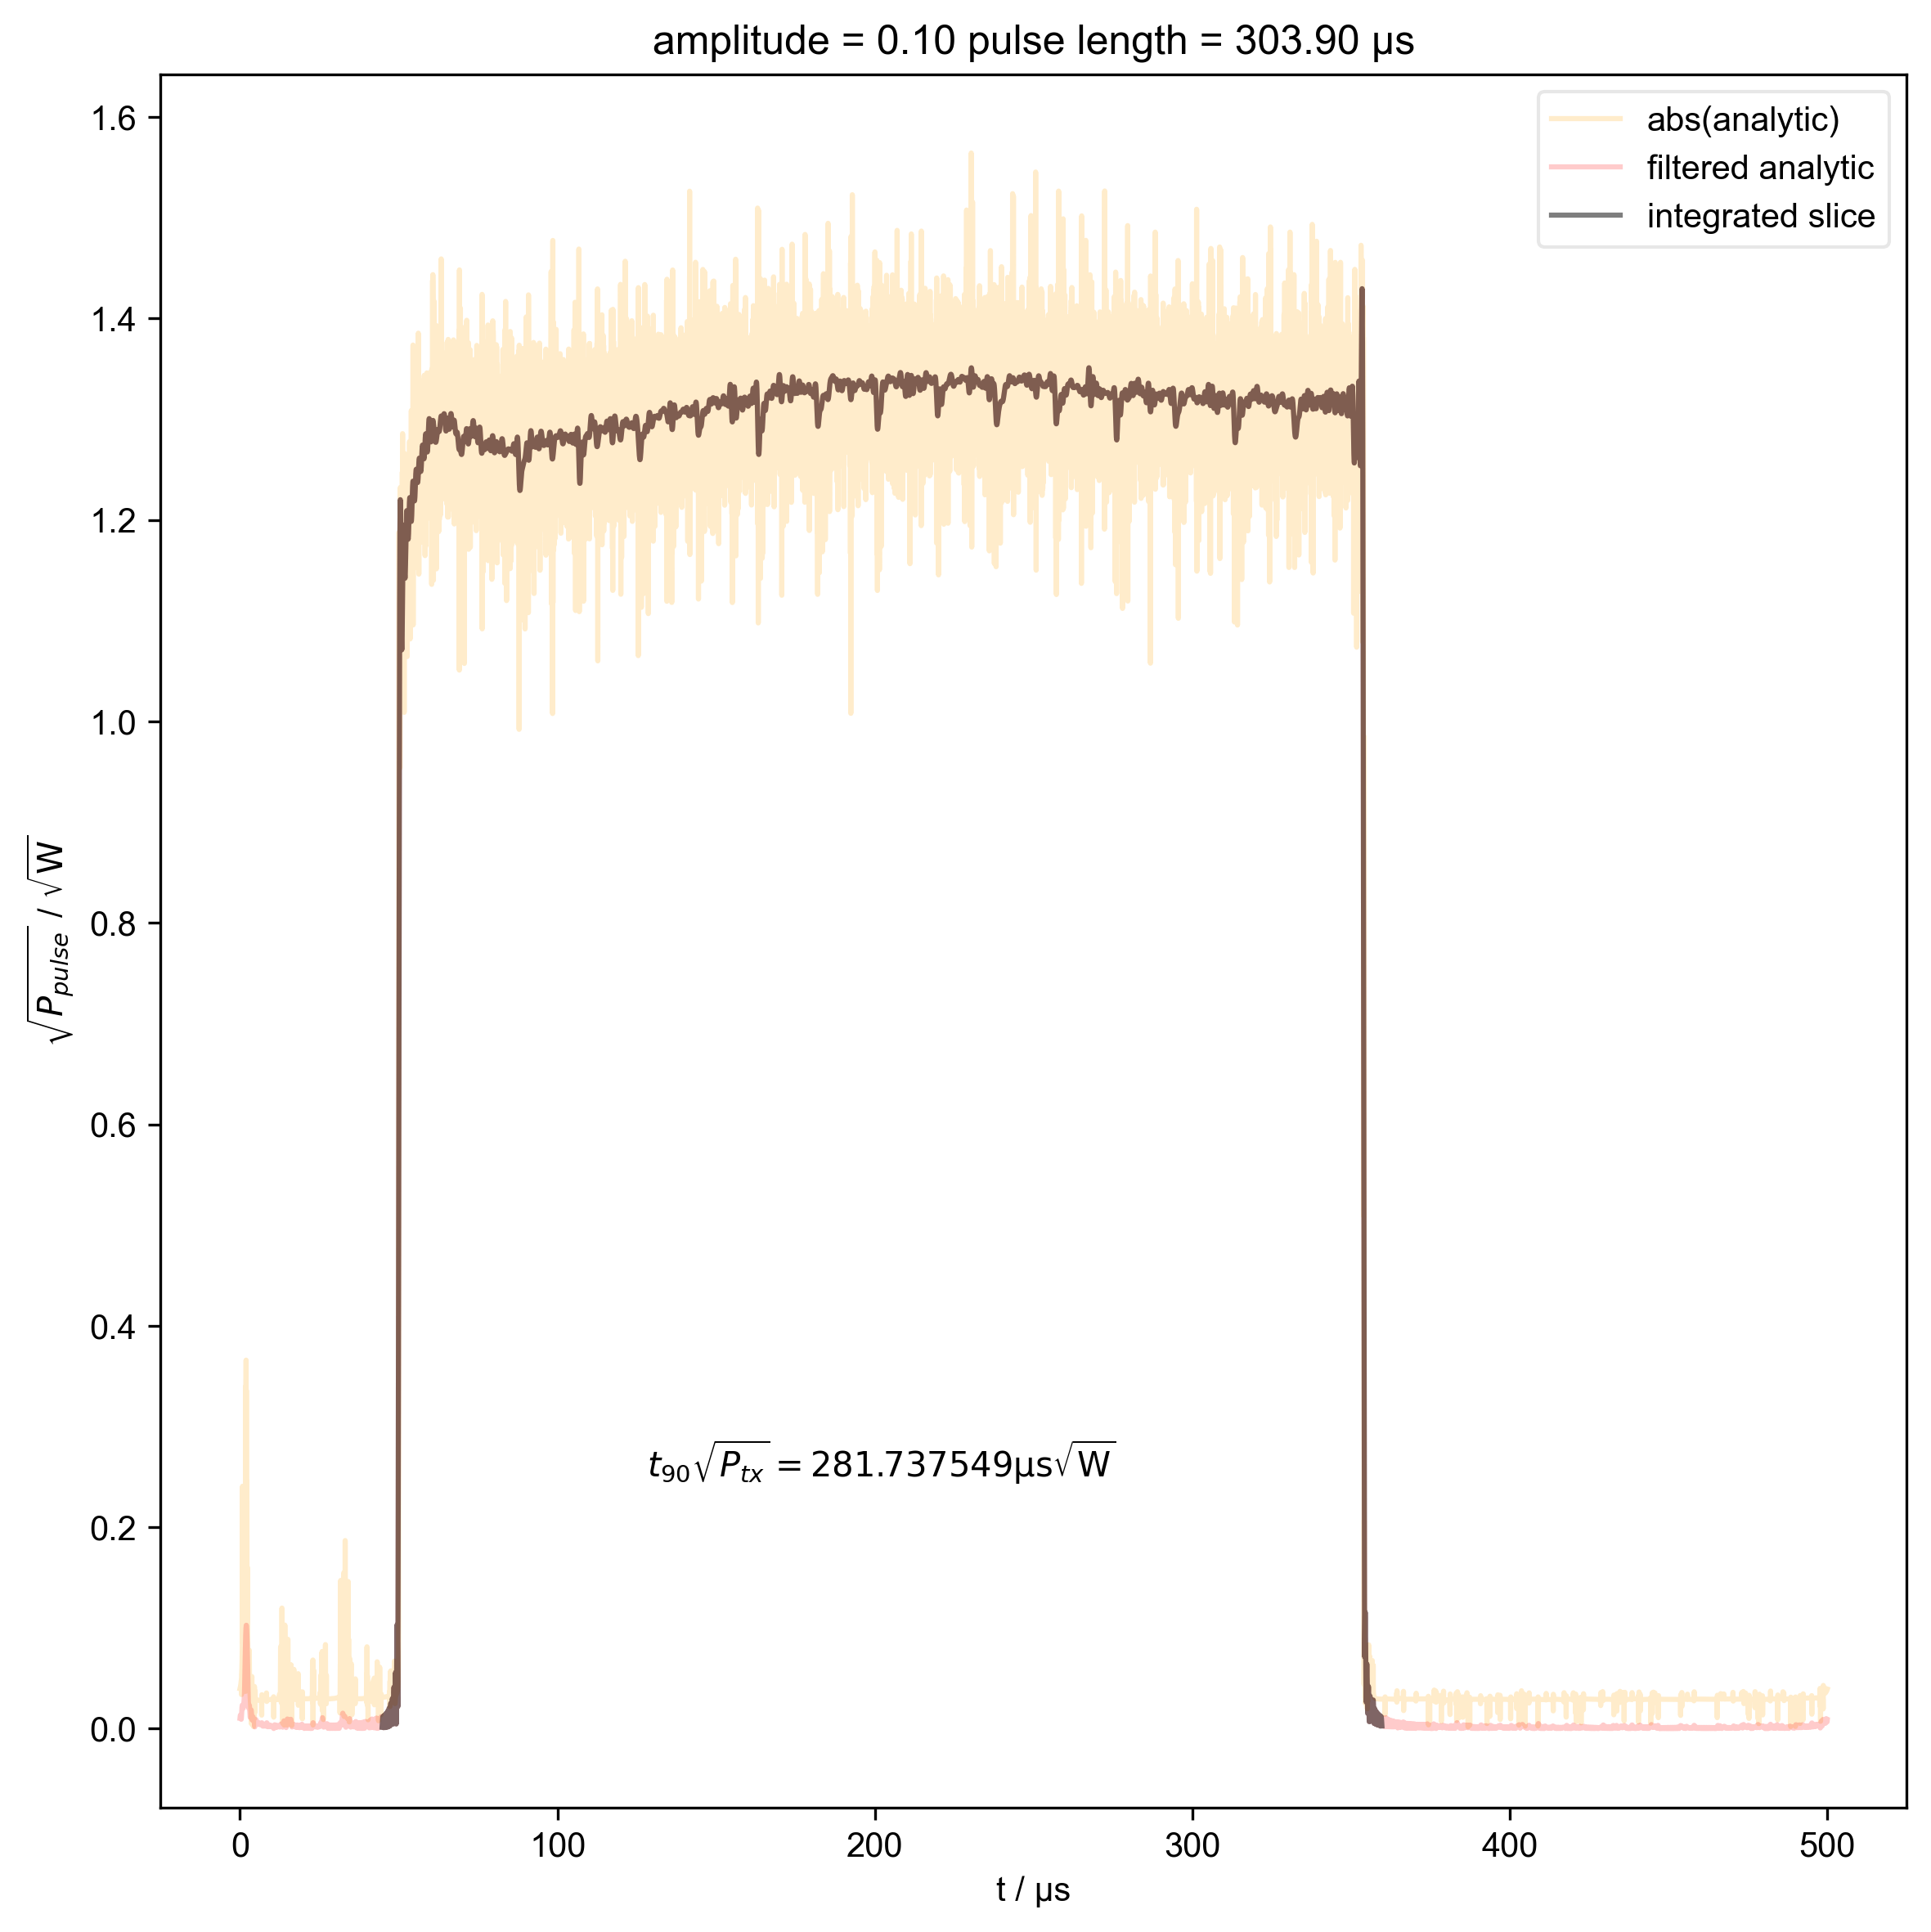 amplitude = 0.10 pulse length = 303.90 µs
abs(analytic)
filtered analytic
integrated slice
1.6
1.4
1.2
1.0
0.8
0.6
0.4
0.2
0.0
√P_pulse / √W
t₉₀√P_tx = 281.737549µs√W
0 100 200 300 400 500
t / µs